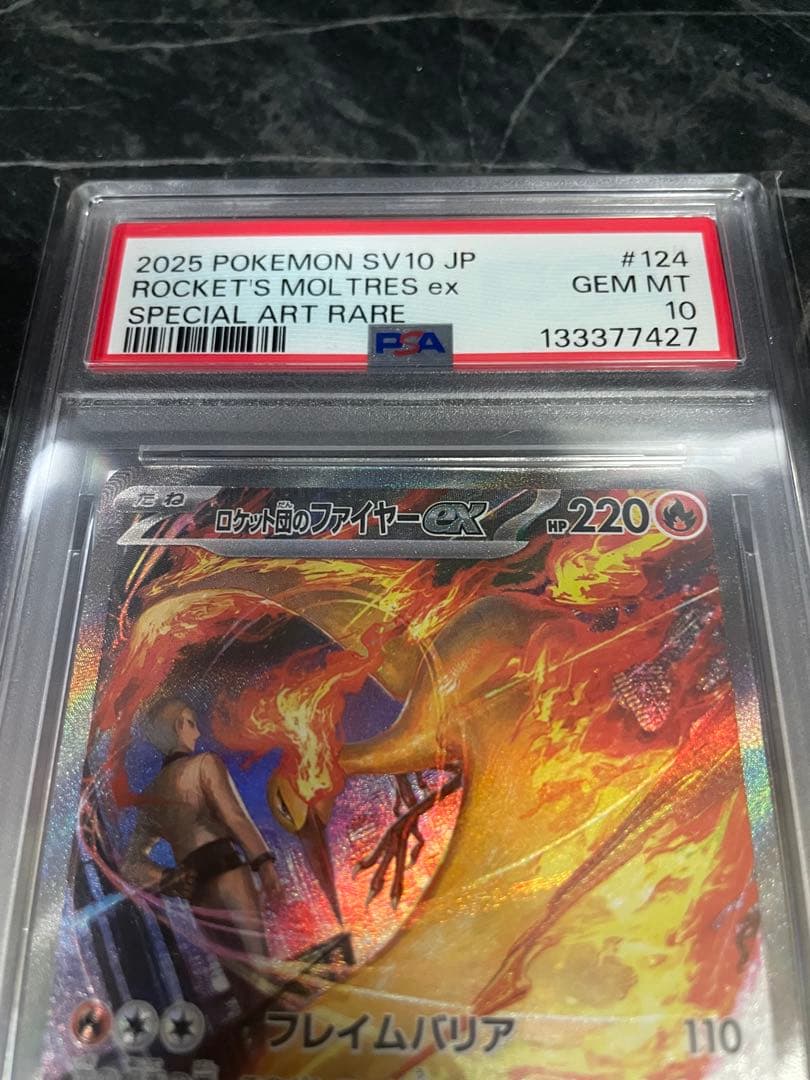 2025 POKEMON SV10 JP #124
ROCKET'S MOLTRES ex GEM MT
SPECIAL ART RARE 10
PSA 133377427
たね ロケット団のファイヤーex HP220
だん
フレイムバリア 110